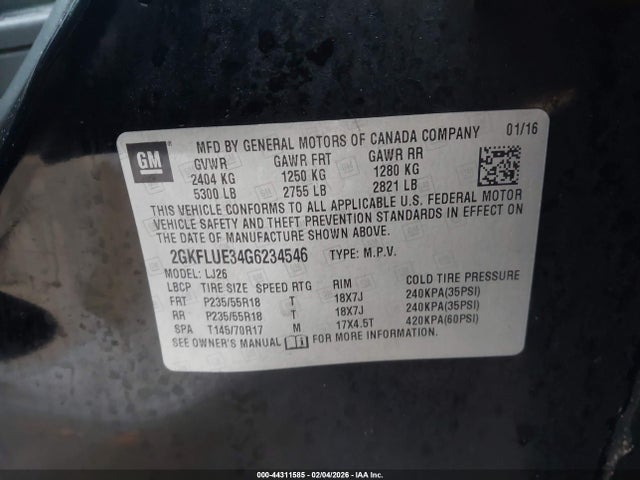 GM
MFD BY GENERAL MOTORS OF CANADA COMPANY 01/16
GVWR GAWR FRT GAWR RR
2404 KG 1250 KG 1280 KG
5300 LB 2755 LB 2821 LB
THIS VEHICLE CONFORMS TO ALL APPLICABLE U.S. FEDERAL MOTOR
VEHICLE SAFETY AND THEFT PREVENTION STANDARDS IN EFFECT ON
THE DATE OF MANUFACTURE SHOWN ABOVE.
2GKFLUE34G6234546 TYPE: M.P.V.
MODEL: LJ26
LBCP TIRE SIZE SPEED RTG RIM COLD TIRE PRESSURE
FRT P235/55R18 T 18X7J 240KPA(35PSI)
RR P235/55R18 T 18X7J 240KPA(35PSI)
SPA T145/70R17 M 17X4.5T 420KPA(60PSI)
SEE OWNER'S MANUAL FOR MORE INFORMATION.
000-44311585 - 02/04/2026 - IAA Inc.